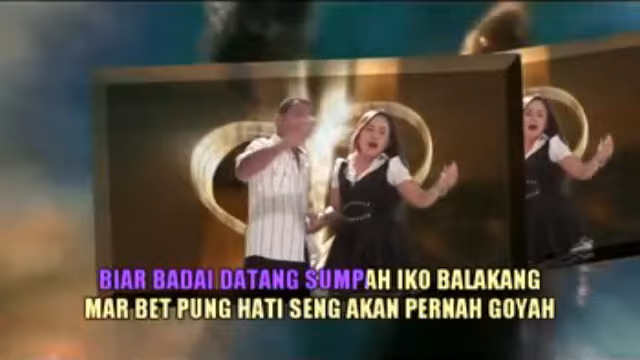 BIAR BADAI DATANG SUMPAH IKO BALAKANG
MAR BET PUNG HATI SENG AKAN PERNAH GOYAH